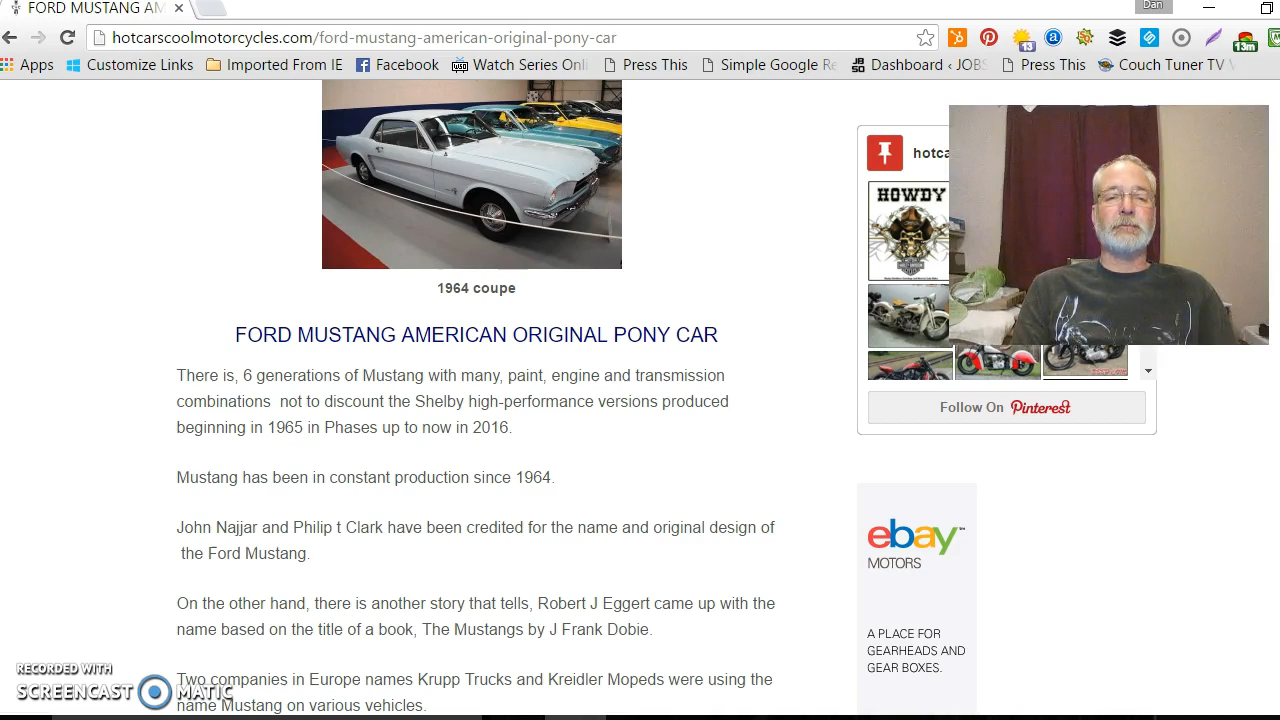 FORD MUSTANG AM
Dan
hotcarscoolmotorcycles.com/ford-mustang-american-original-pony-car
13
13m
Apps Customize Links Imported From IE Facebook Watch Series Onli Press This Simple Google Re Dashboard ‹ JOBS Press This Couch Tuner TV
hotca
HOWDY
1964 coupe
FORD MUSTANG AMERICAN ORIGINAL PONY CAR
There is, 6 generations of Mustang with many, paint, engine and transmission
combinations not to discount the Shelby high-performance versions produced
beginning in 1965 in Phases up to now in 2016.
Mustang has been in constant production since 1964.
John Najjar and Philip t Clark have been credited for the name and original design of
the Ford Mustang.
On the other hand, there is another story that tells, Robert J Eggert came up with the
name based on the title of a book, The Mustangs by J Frank Dobie.
Two companies in Europe names Krupp Trucks and Kreidler Mopeds were using the
name Mustang on various vehicles.
Follow On Pinterest
ebay™
MOTORS
A PLACE FOR
GEARHEADS AND
GEAR BOXES.
RECORDED WITH
SCREENCAST MATIC